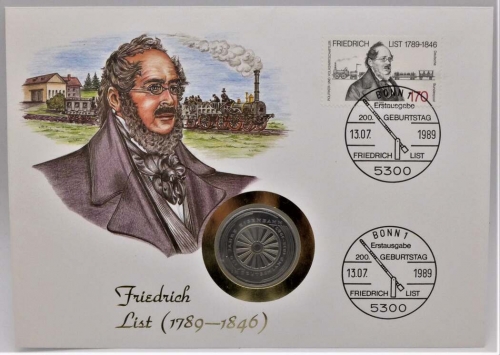 FRIEDRICH LIST 1789-1846
170
BONN 1
Erstausgabe
200. GEBURTSTAG
13.07. 1989
FRIEDRICH LIST
5300
BONN 1
Erstausgabe
200. GEBURTSTAG
13.07. 1989
FRIEDRICH LIST
5300
Friedrich
List (1789-1846)